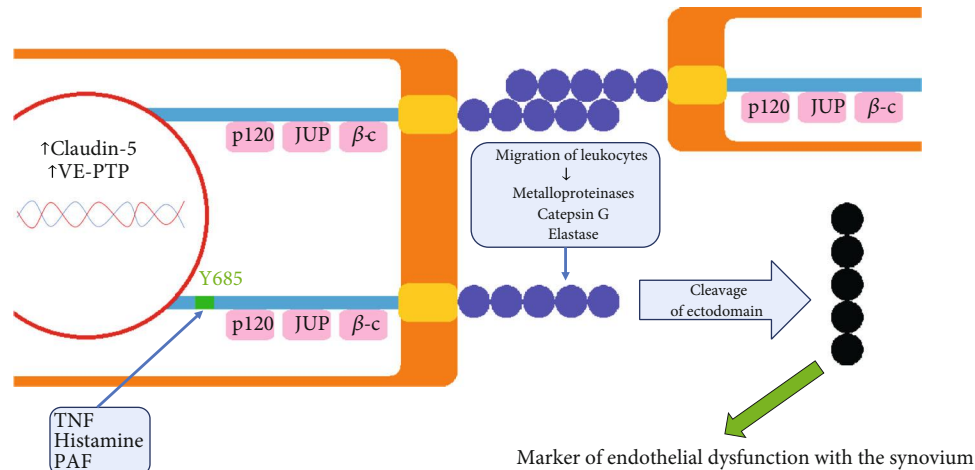 p120 JUP β-c
p120 JUP β-c
↑Claudin-5
↑VE-PTP
Migration of leukocytes
↓
Metalloproteinases
Catepsin G
Elastase
Y685
p120 JUP β-c
Cleavage
of ectodomain
TNF
Histamine
PAF
Marker of endothelial dysfunction with the synovium